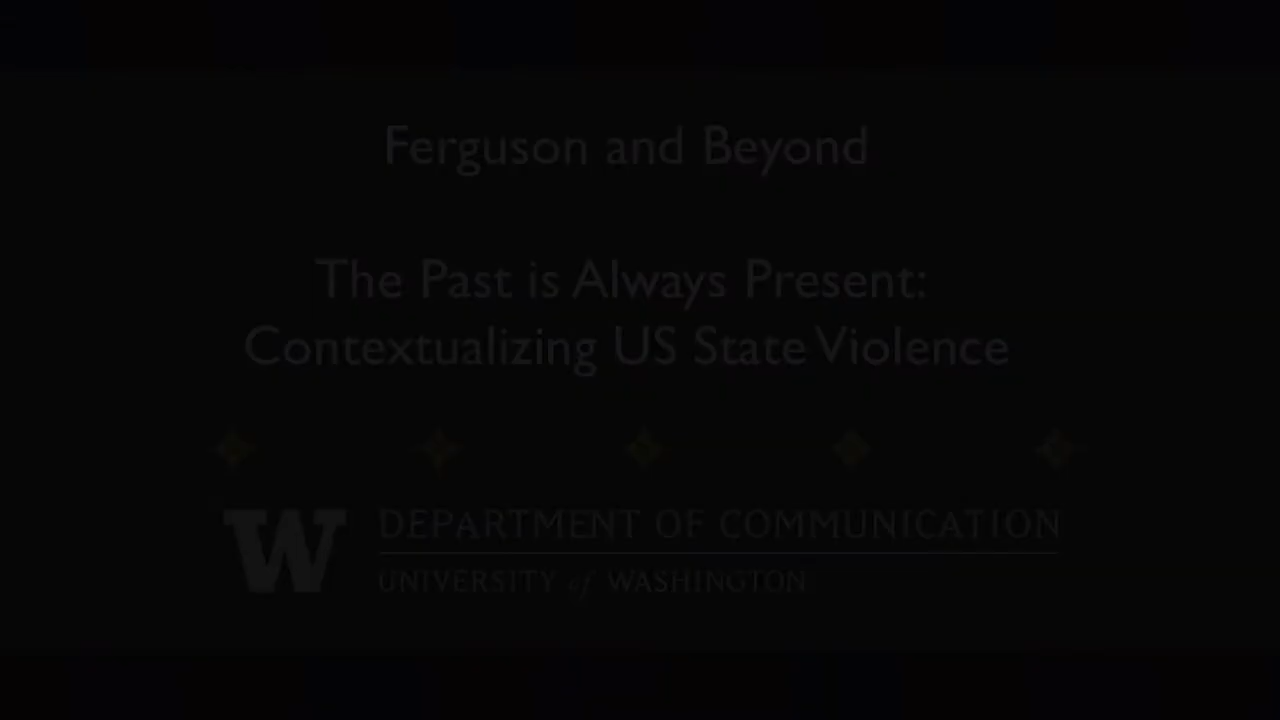 Ferguson and Beyond
The Past is Always Present:
Contextualizing US State Violence
W
DEPARTMENT OF COMMUNICATION
UNIVERSITY of WASHINGTON